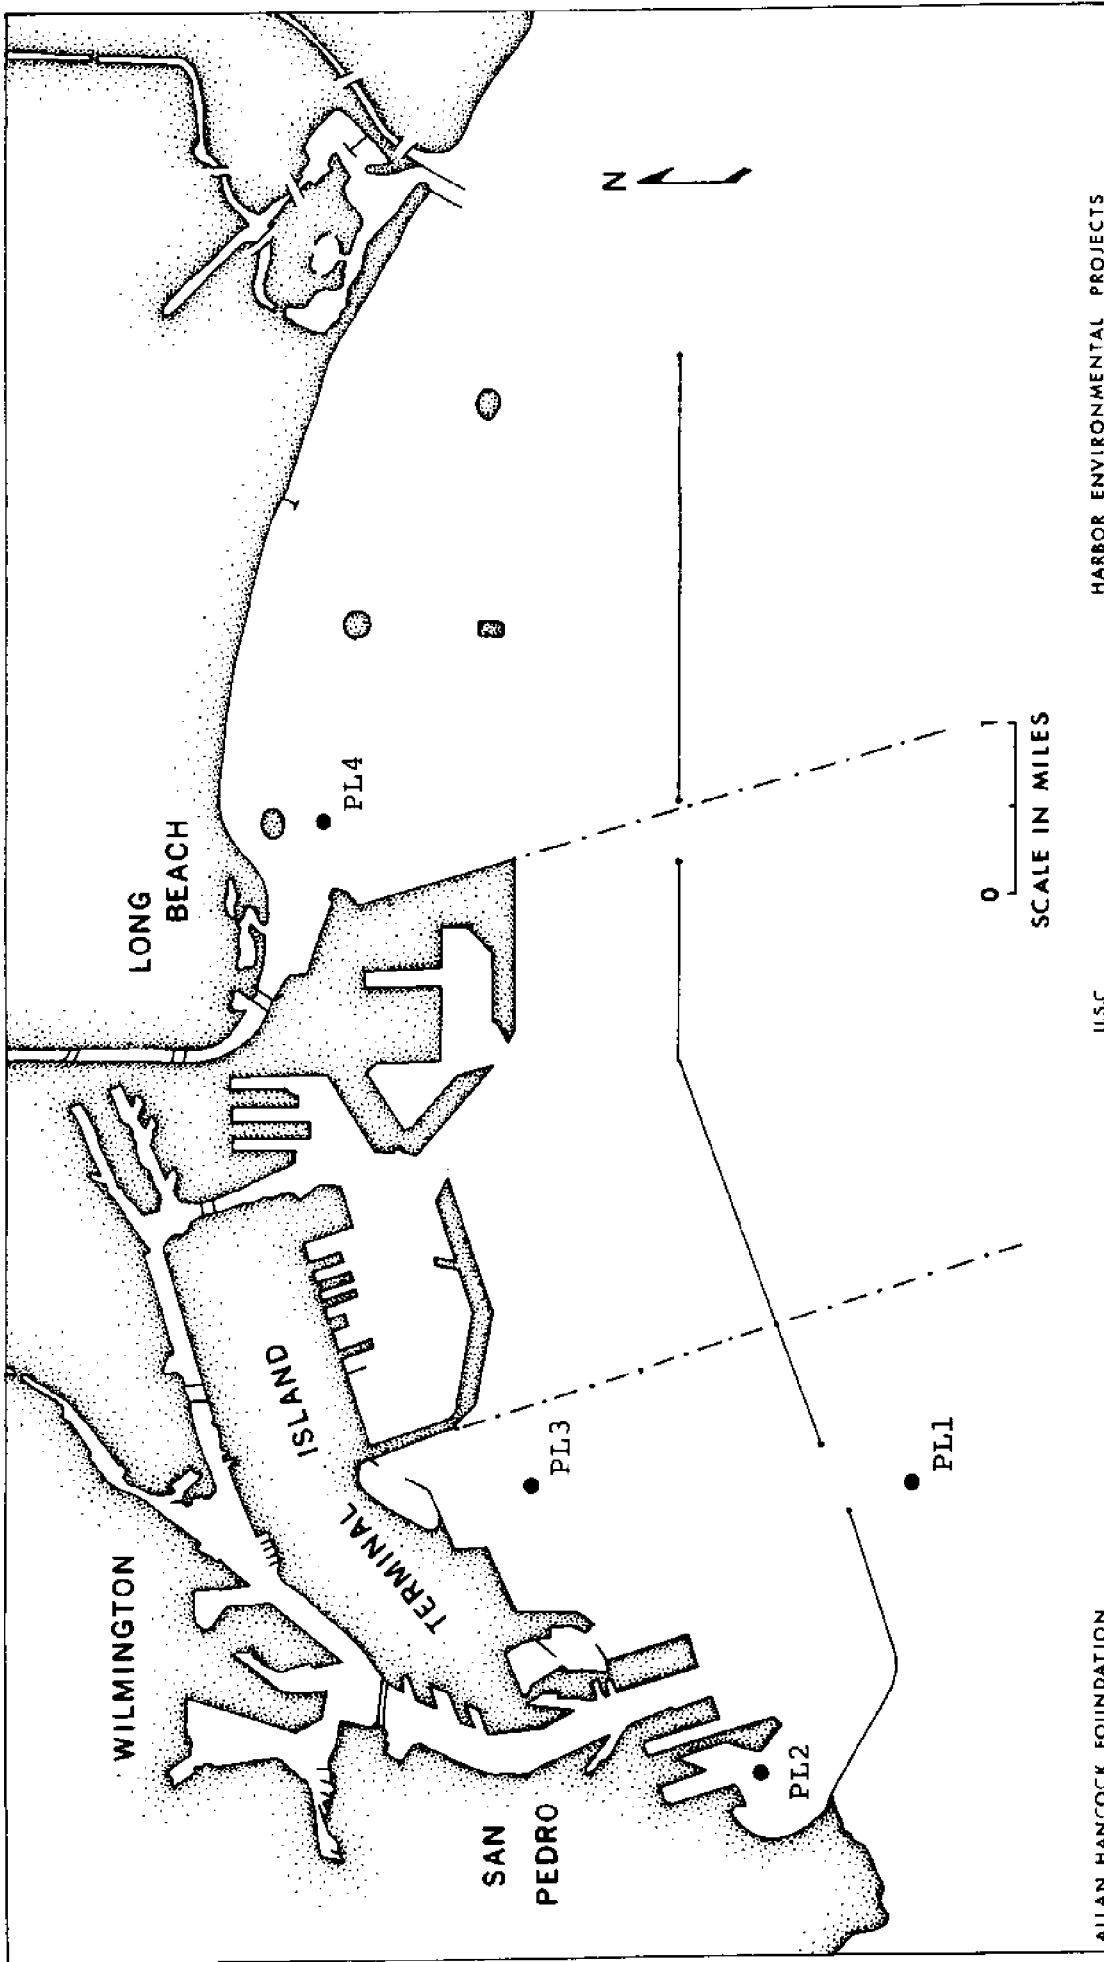 WILMINGTON
LONG
BEACH
TERMINAL
ISLAND
SAN
PEDRO
PL4
PL3
PL2
PL1
N
0 1
SCALE IN MILES
ALLAN HANCOCK FOUNDATION
U.S.C.
HARBOR ENVIRONMENTAL PROJECTS